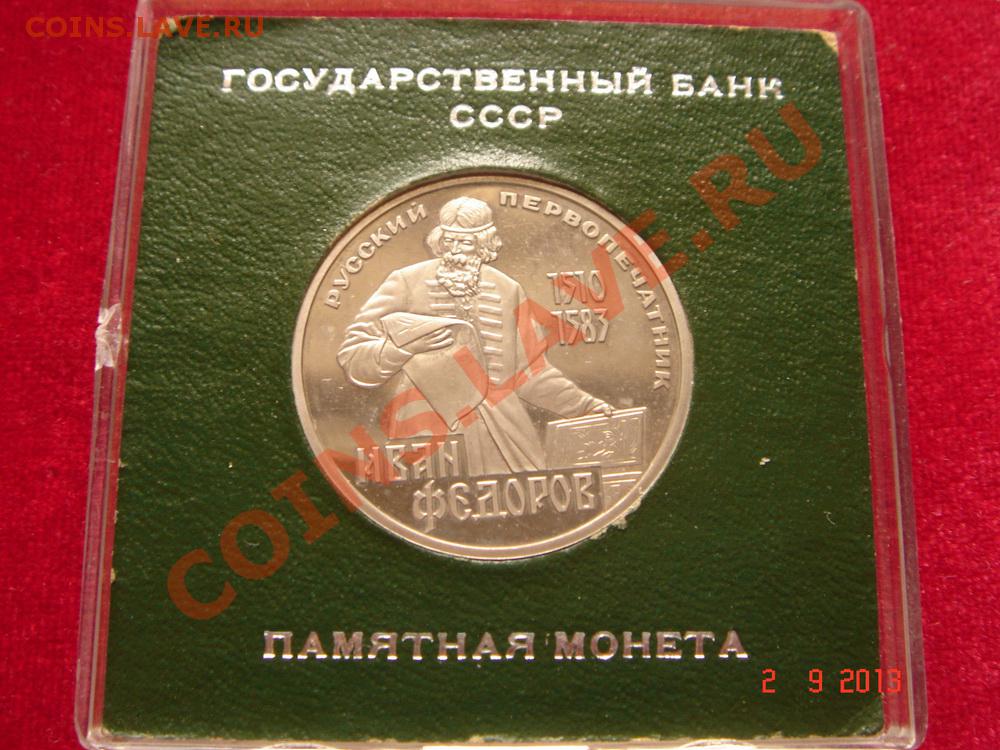 COINS.LAVE.RU
ГОСУДАРСТВЕННЫЙ БАНК
СССР
РУССКИЙ ПЕРВОПЕЧАТНИК
1510
1583
ИВАН
ФЕДОРОВ
COINS.LAVE.RU
ПАМЯТНАЯ МОНЕТА
2 9 2013